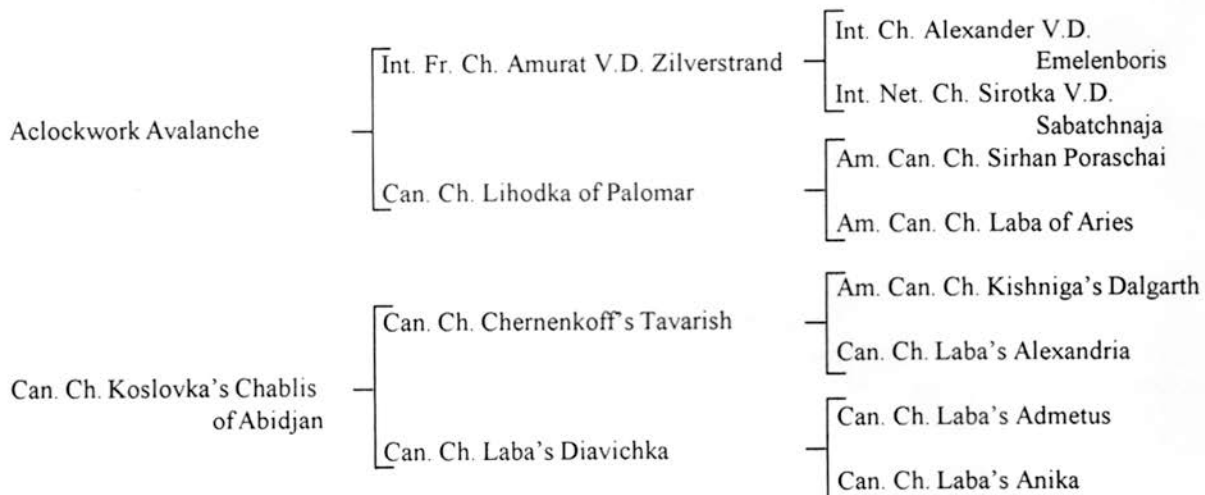 Int. Ch. Alexander V.D.
Emelenboris
Int. Fr. Ch. Amurat V.D. Zilverstrand
Int. Net. Ch. Sirotka V.D.
Sabatchnaja
Aclockwork Avalanche
Am. Can. Ch. Sirhan Poraschai
Can. Ch. Lihodka of Palomar
Am. Can. Ch. Laba of Aries
Am. Can. Ch. Kishniga's Dalgarth
Can. Ch. Chernenkoff's Tavarish
Can. Ch. Laba's Alexandria
Can. Ch. Koslovka's Chablis
of Abidjan
Can. Ch. Laba's Admetus
Can. Ch. Laba's Diavichka
Can. Ch. Laba's Anika